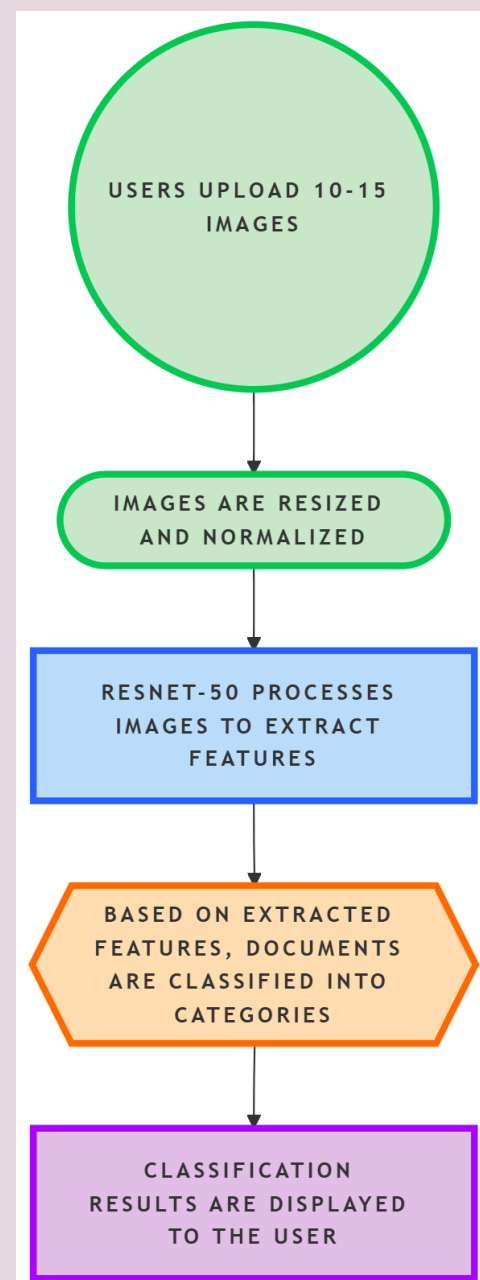 USERS UPLOAD 10-15
IMAGES
IMAGES ARE RESIZED
AND NORMALIZED
RESNET-50 PROCESSES
IMAGES TO EXTRACT
FEATURES
BASED ON EXTRACTED
FEATURES, DOCUMENTS
ARE CLASSIFIED INTO
CATEGORIES
CLASSIFICATION
RESULTS ARE DISPLAYED
TO THE USER